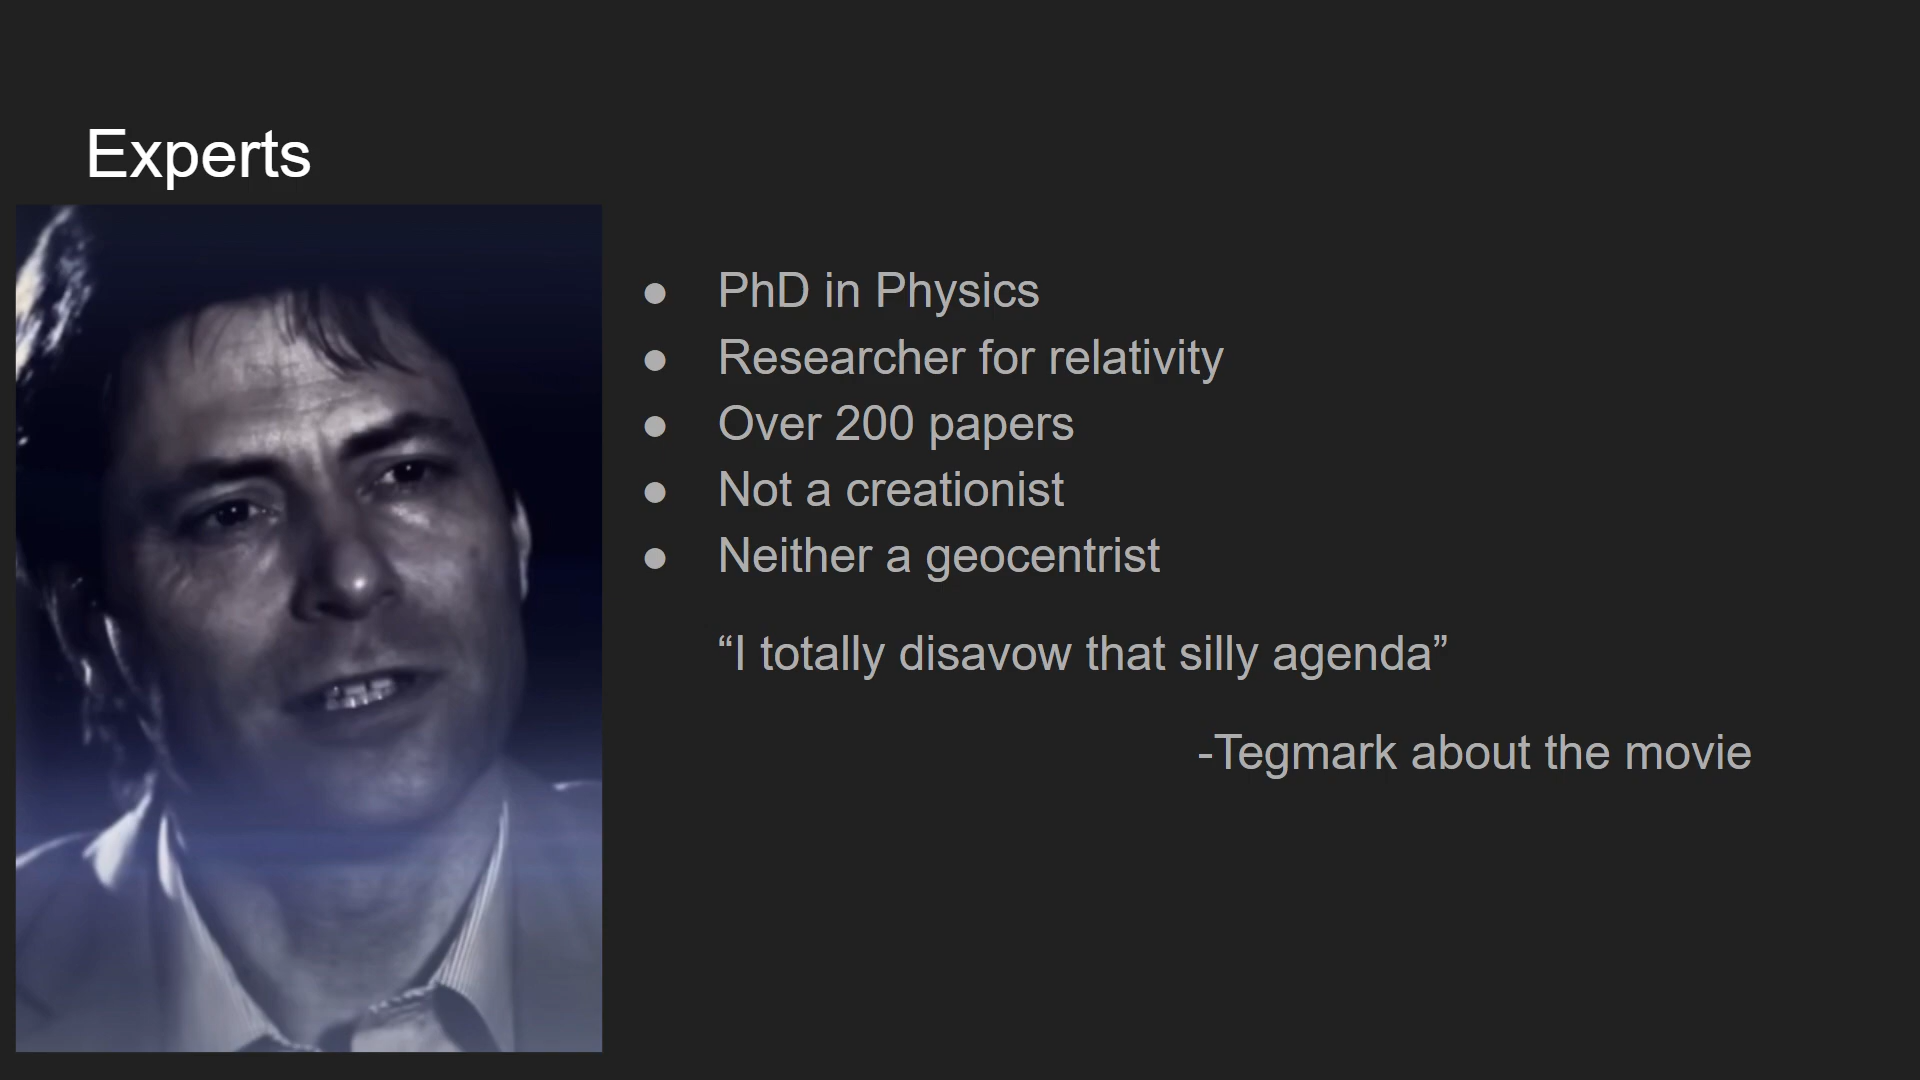 Experts
● PhD in Physics
● Researcher for relativity
● Over 200 papers
● Not a creationist
● Neither a geocentrist
“I totally disavow that silly agenda”
-Tegmark about the movie